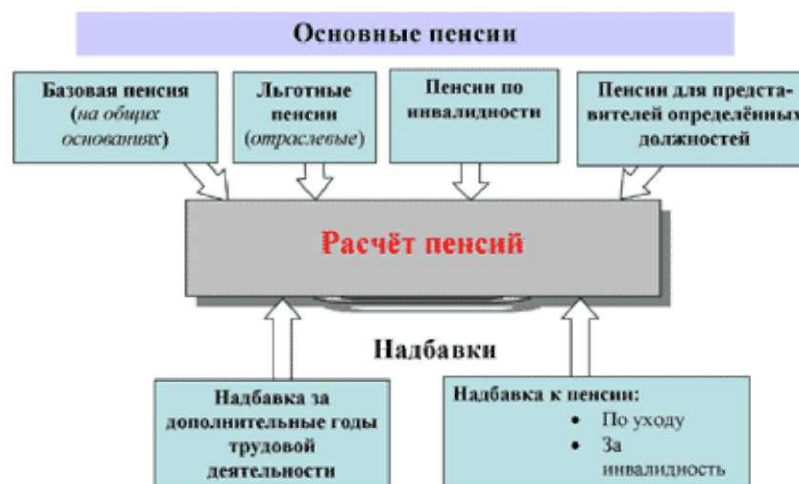 Основные пенсии
Базовая пенсия
(на общих
основаниях)
Льготные
пенсии
(отраслевые)
Пенсии по
инвалидности
Пенсии для предста-
вителей определённых
должностей
Расчёт пенсий
Надбавки
Надбавка за
дополнительные годы
трудовой
деятельности
Надбавка к пенсии:
• По уходу
• За
инвалидность